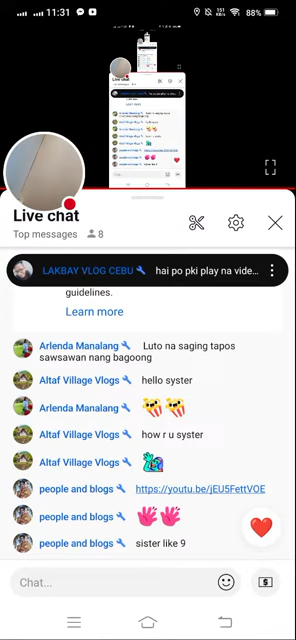 11:31
151
KB/s
88%
Live chat
Top messages 8
LAKBAY VLOG CEBU hai po pki play na vide...
guidelines.
Learn more
Arlenda Manalang Luto na saging tapos
sawsawan nang bagoong
Altaf Village Vlogs hello syster
Arlenda Manalang
Altaf Village Vlogs how r u syster
Altaf Village Vlogs
people and blogs https://youtu.be/jEU5FettVOE
people and blogs
people and blogs sister like 9
Chat...